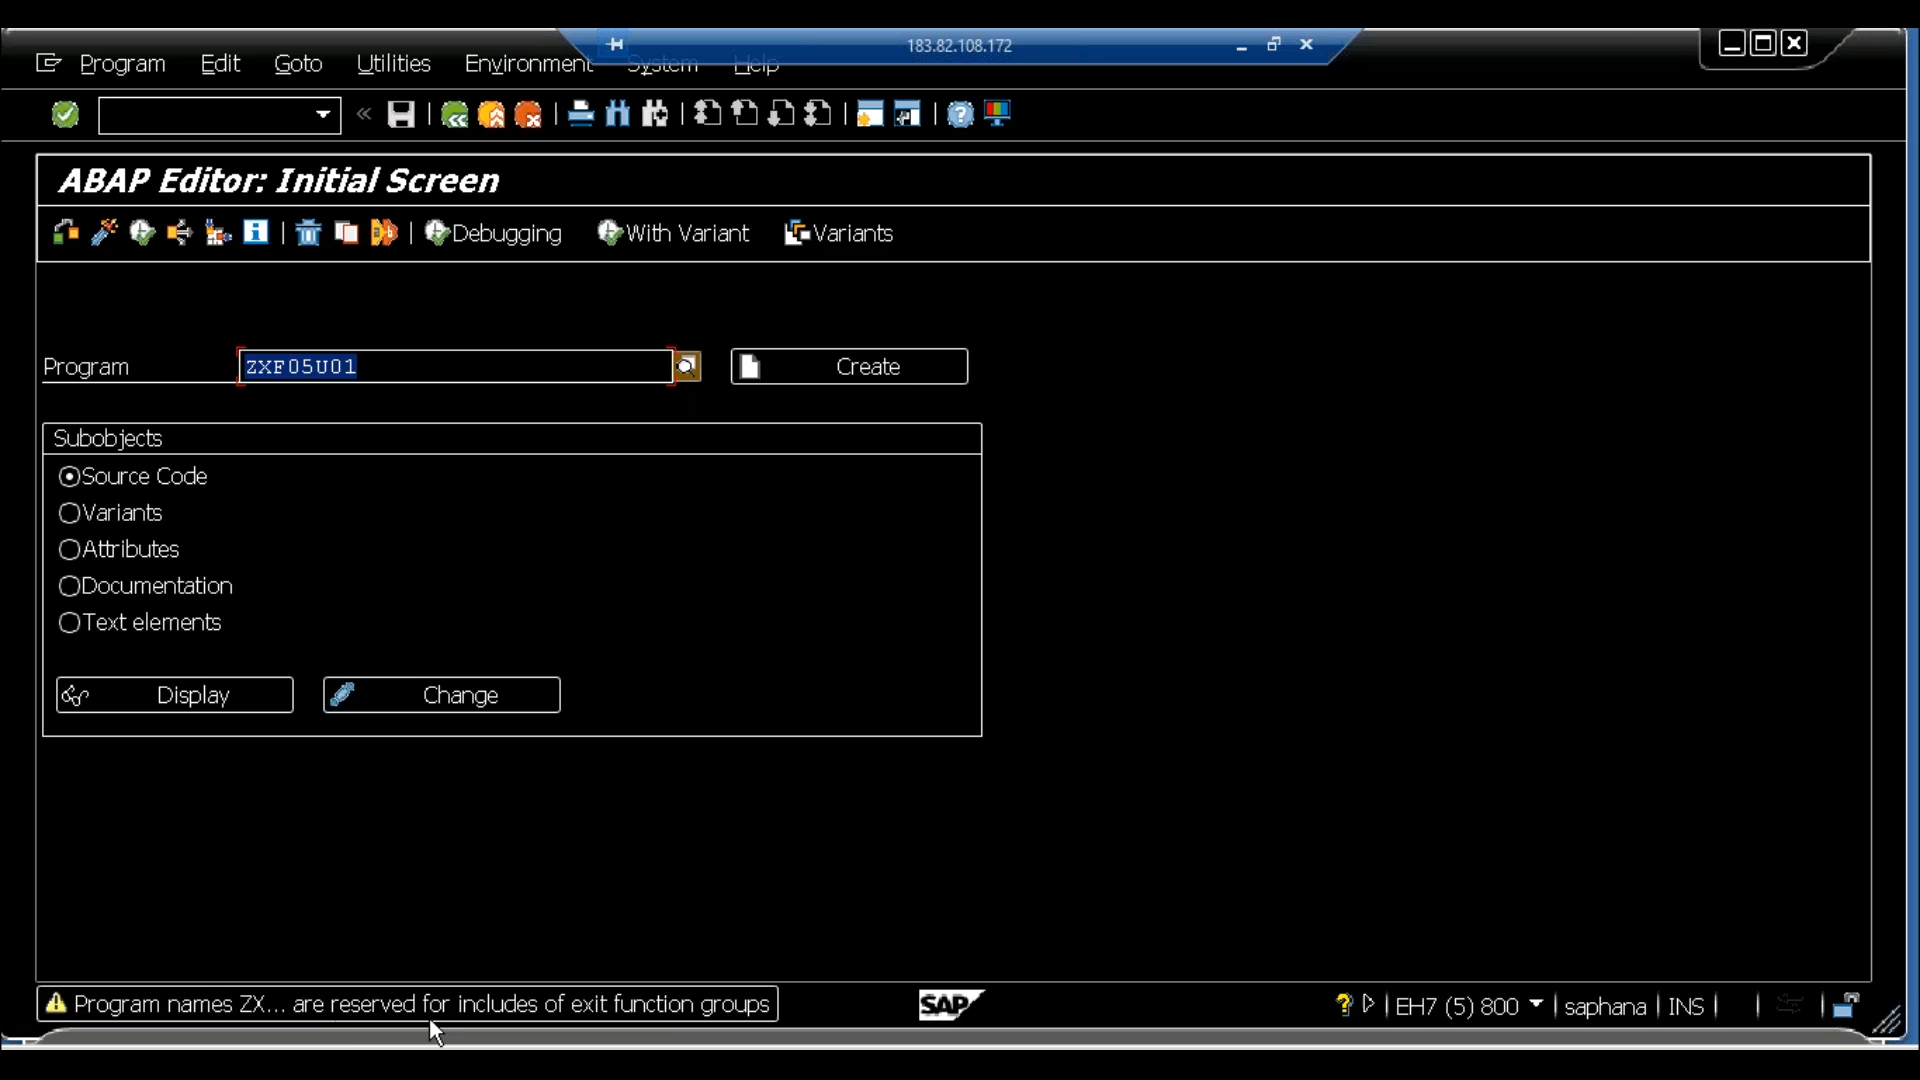 183.82.108.172
Program Edit Goto Utilities Environment System Help
ABAP Editor: Initial Screen
Debugging With Variant Variants
Program ZXF05U01 Create
Subobjects
Source Code
Variants
Attributes
Documentation
Text elements
Display Change
Program names ZX... are reserved for includes of exit function groups
SAP
EH7 (5) 800 saphana INS